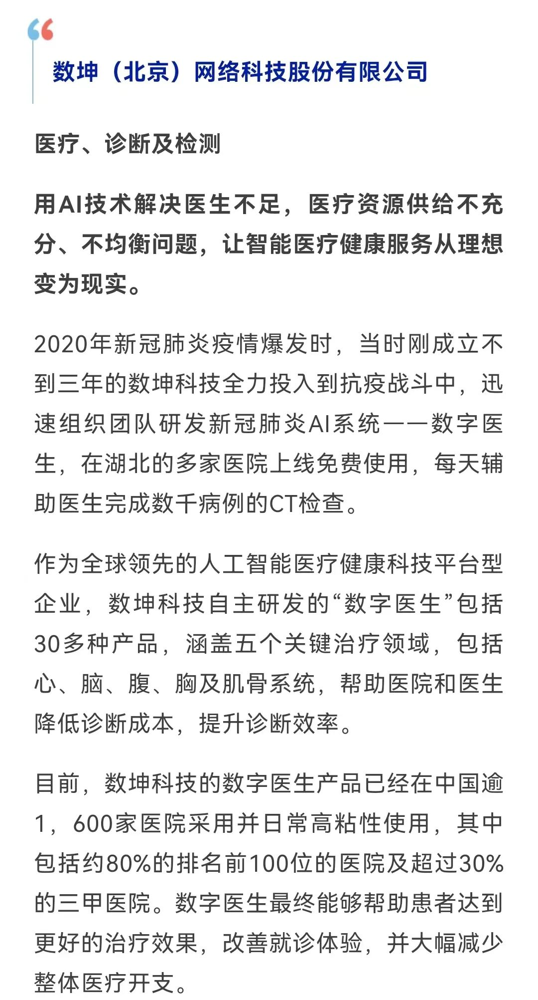 数坤（北京）网络科技股份有限公司
医疗、诊断及检测
用AI技术解决医生不足，医疗资源供给不充
分、不均衡问题，让智能医疗健康服务从理想
变为现实。
2020年新冠肺炎疫情爆发时，当时刚成立不
到三年的数坤科技全力投入到抗疫战斗中，迅
速组织团队研发新冠肺炎AI系统一一数字医
生，在湖北的多家医院上线免费使用，每天辅
助医生完成数千病例的CT检查。
作为全球领先的人工智能医疗健康科技平台型
企业，数坤科技自主研发的“数字医生”包括
30多种产品，涵盖五个关键治疗领域，包括
心、脑、腹、胸及肌骨系统，帮助医院和医生
降低诊断成本，提升诊断效率。
目前，数坤科技的数字医生产品已经在中国逾
1，600家医院采用并日常高粘性使用，其中
包括约80%的排名前100位的医院及超过30%
的三甲医院。数字医生最终能够帮助患者达到
更好的治疗效果，改善就诊体验，并大幅减少
整体医疗开支。